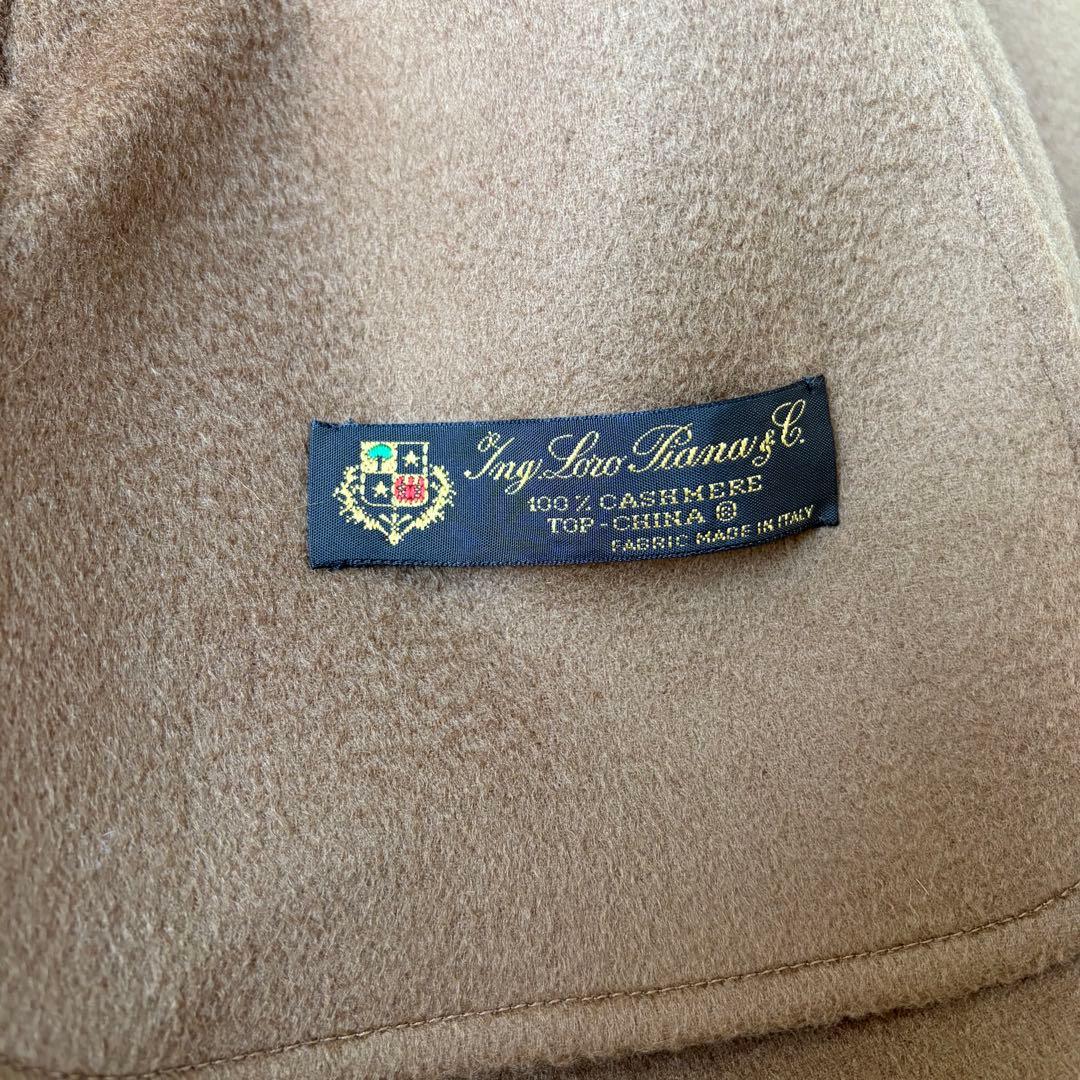 Ing. Loro Piana & C.
100% CASHMERE
TOP-CHINA ®
FABRIC MADE IN ITALY